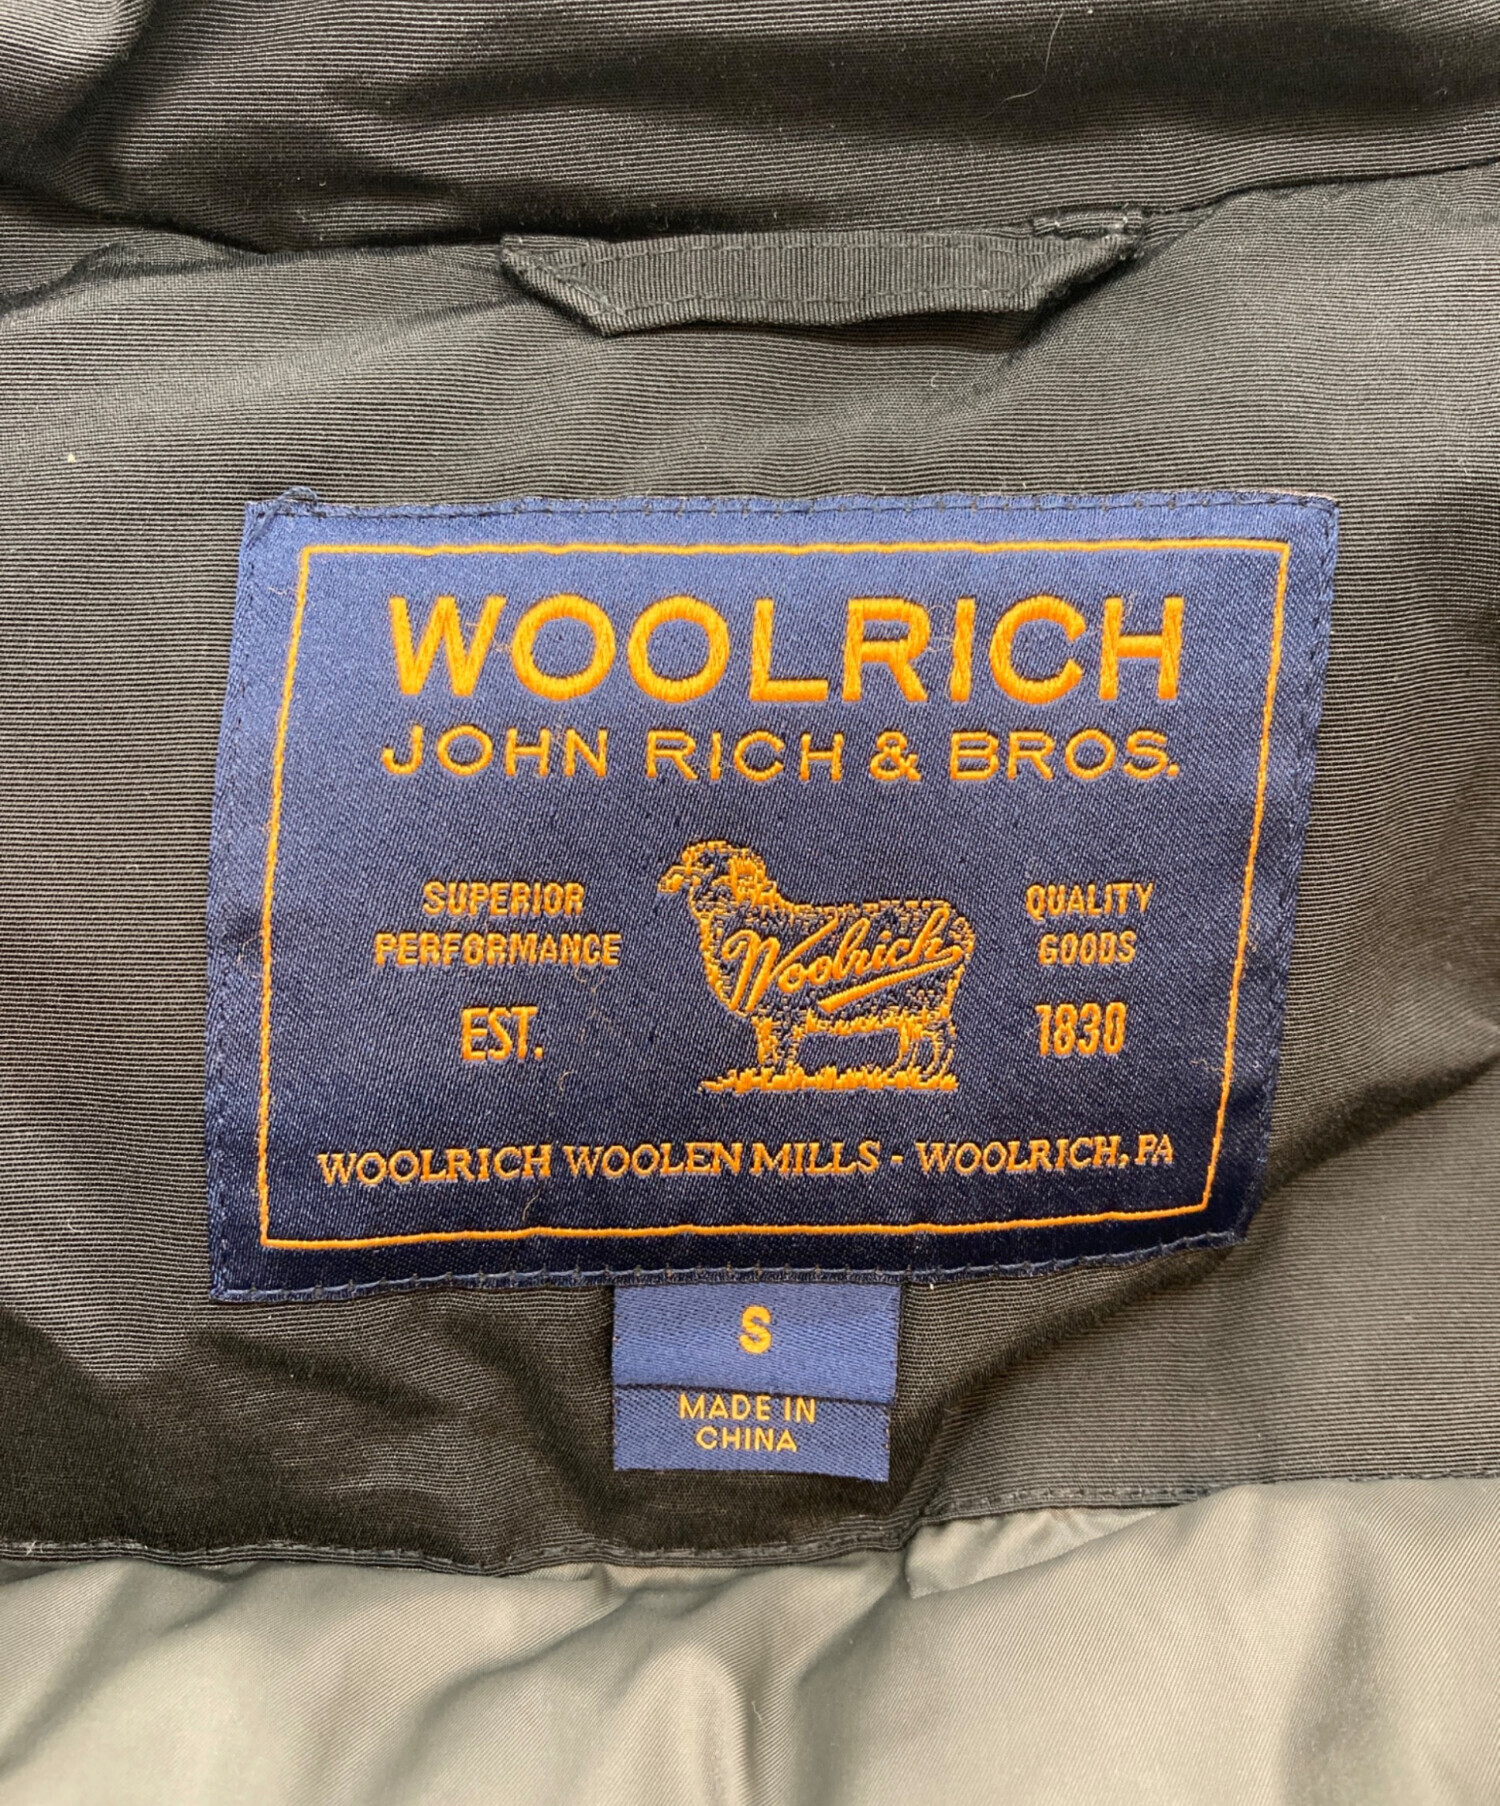 WOOLRICH
JOHN RICH & BROS.
SUPERIOR
PERFORMANCE
EST.
Woolrich
QUALITY
GOODS
1830
WOOLRICH WOOLEN MILLS - WOOLRICH, PA
S
MADE IN
CHINA